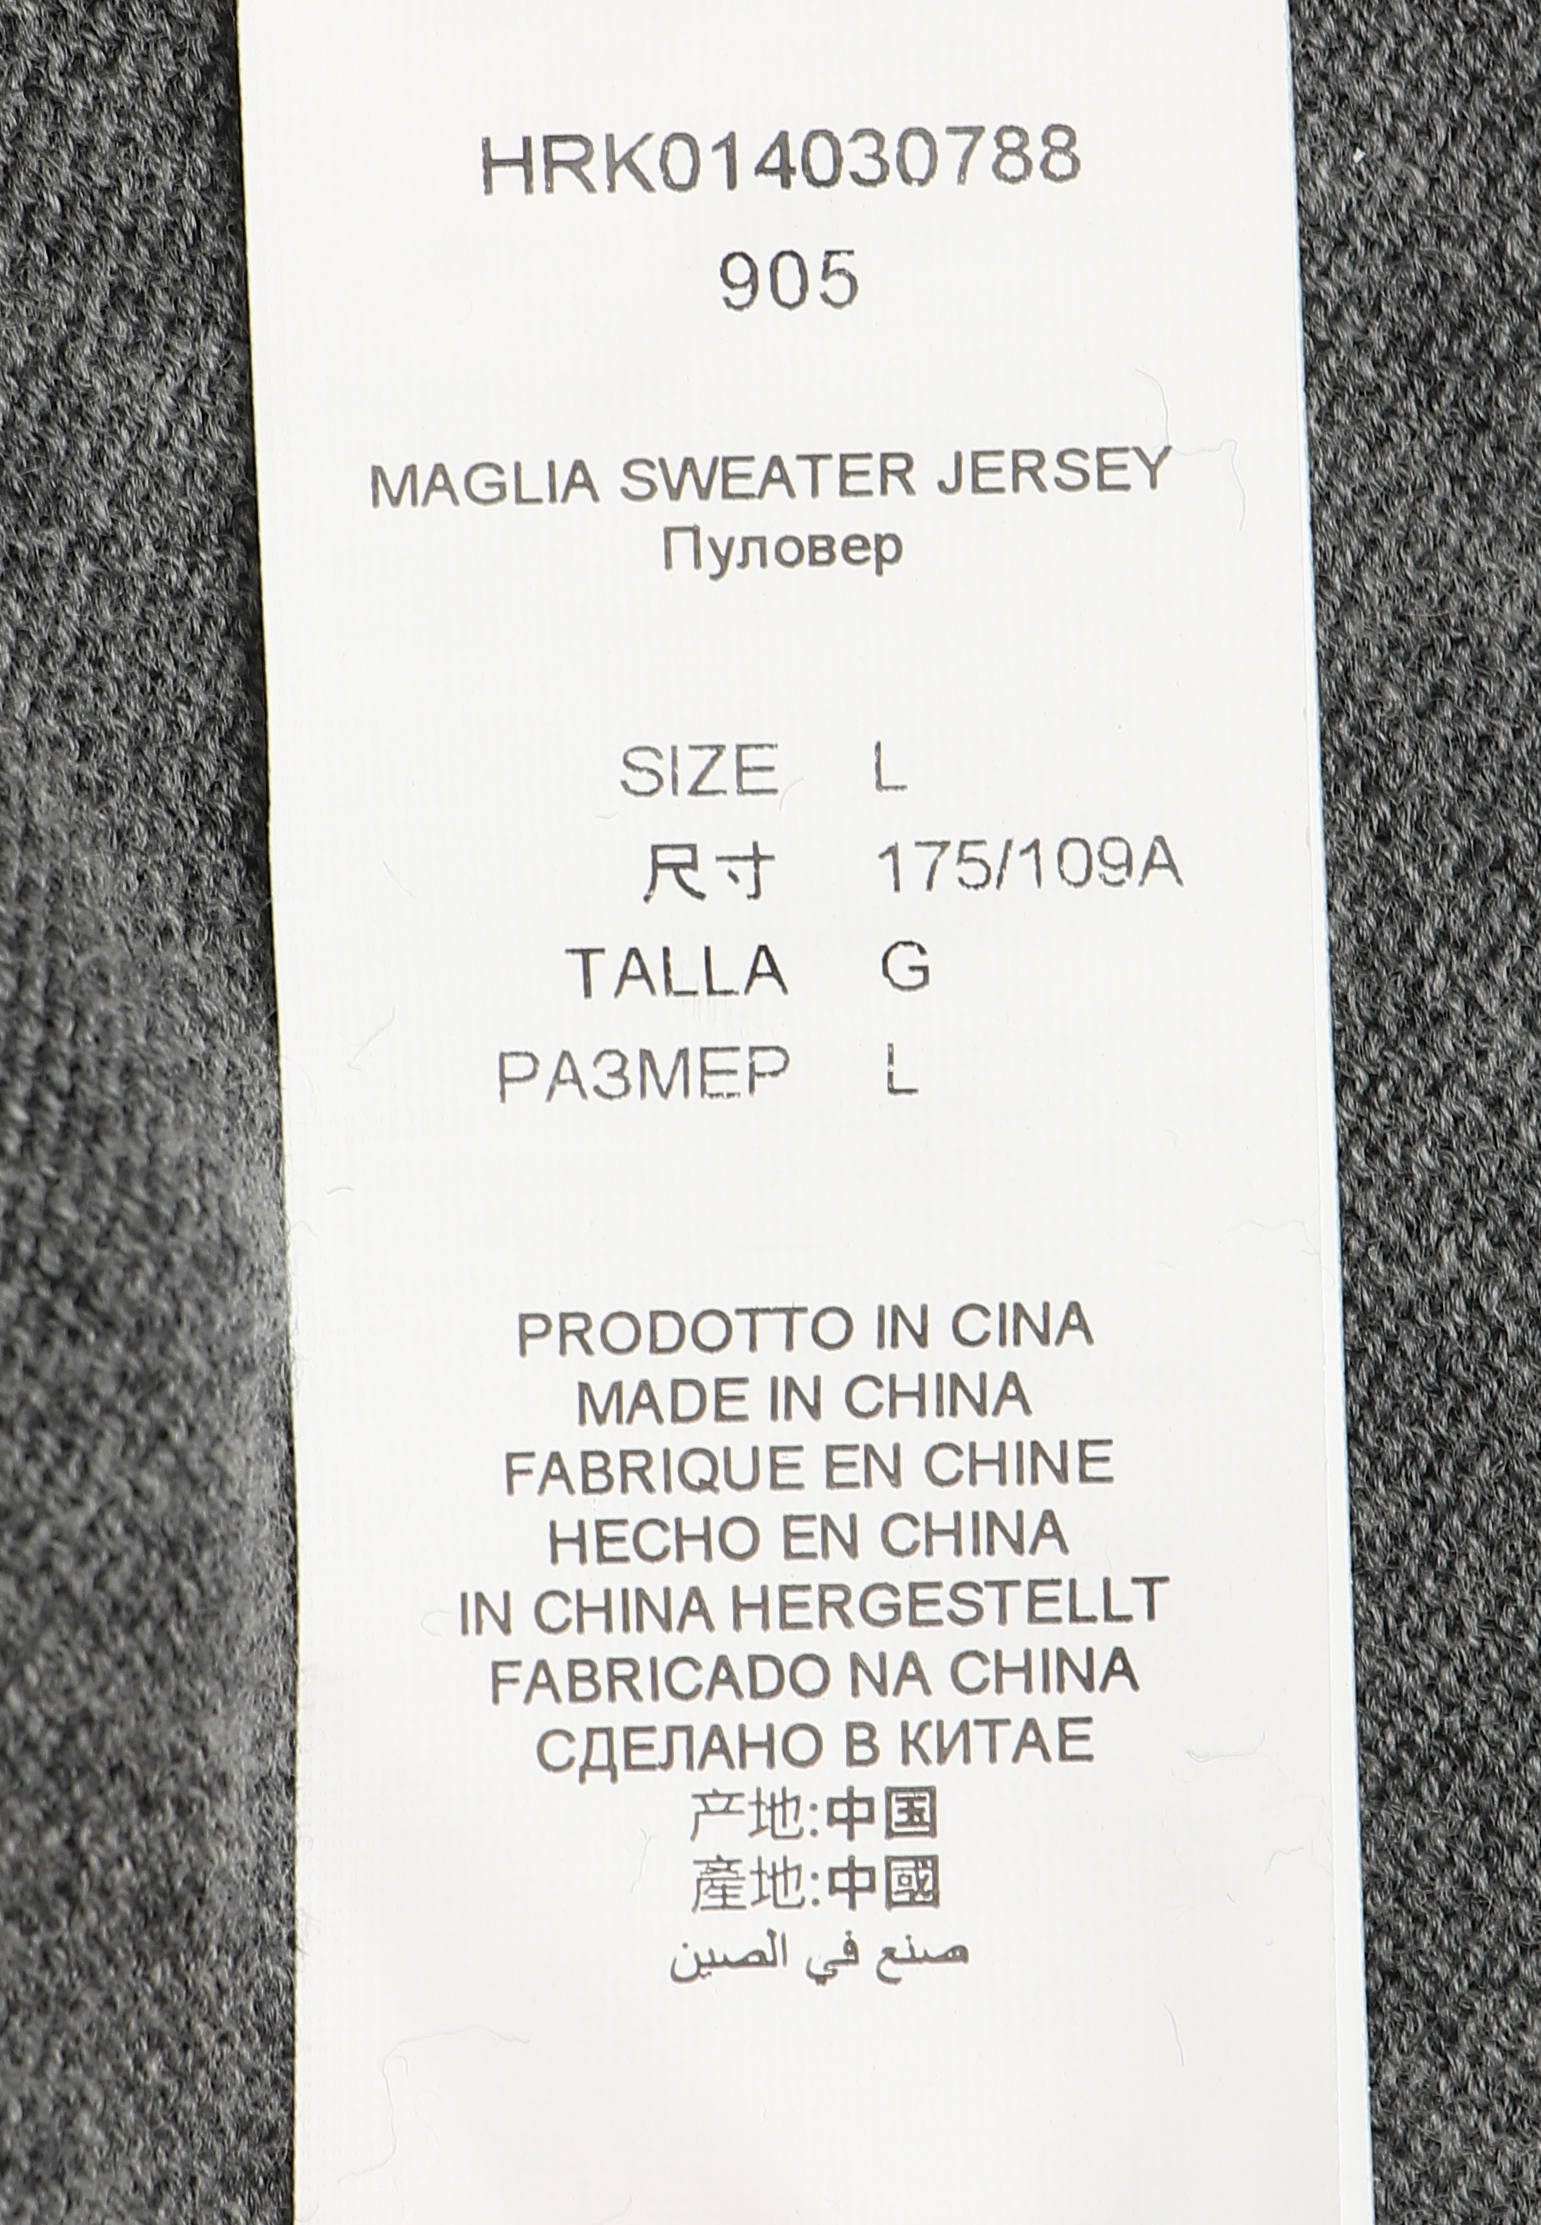 HRK014030788
905
MAGLIA SWEATER JERSEY
Пуловер
SIZE L
尺寸 175/109A
TALLA G
РАЗМЕР L
PRODOTTO IN CINA
MADE IN CHINA
FABRIQUE EN CHINE
HECHO EN CHINA
IN CHINA HERGESTELLT
FABRICADO NA CHINA
СДЕЛАНО В КИТАЕ
产地:中国
產地:中國
صنع في الصين